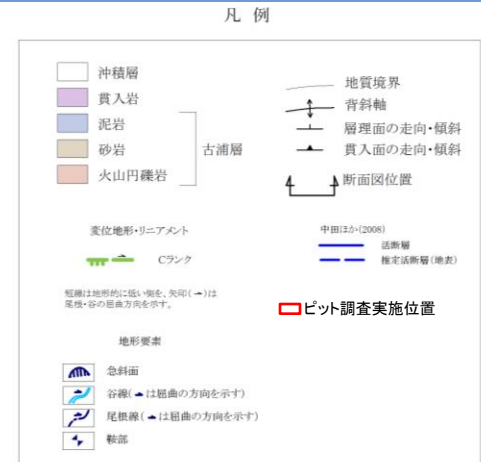 凡 例
沖積層
貫入岩
泥岩
砂岩
火山円礫岩
古浦層
地質境界
背斜軸
層理面の走向・傾斜
貫入面の走向・傾斜
断面図位置
変位地形・リニアメント
Cランク
短線は地形的に低い側を、矢印(→)は
尾根・谷の屈曲方向を示す。
中田ほか(2008)
活断層
推定活断層(地表)
ピット調査実施位置
地形要素
急斜面
谷線(→は屈曲の方向を示す)
尾根線(→は屈曲の方向を示す)
鞍部